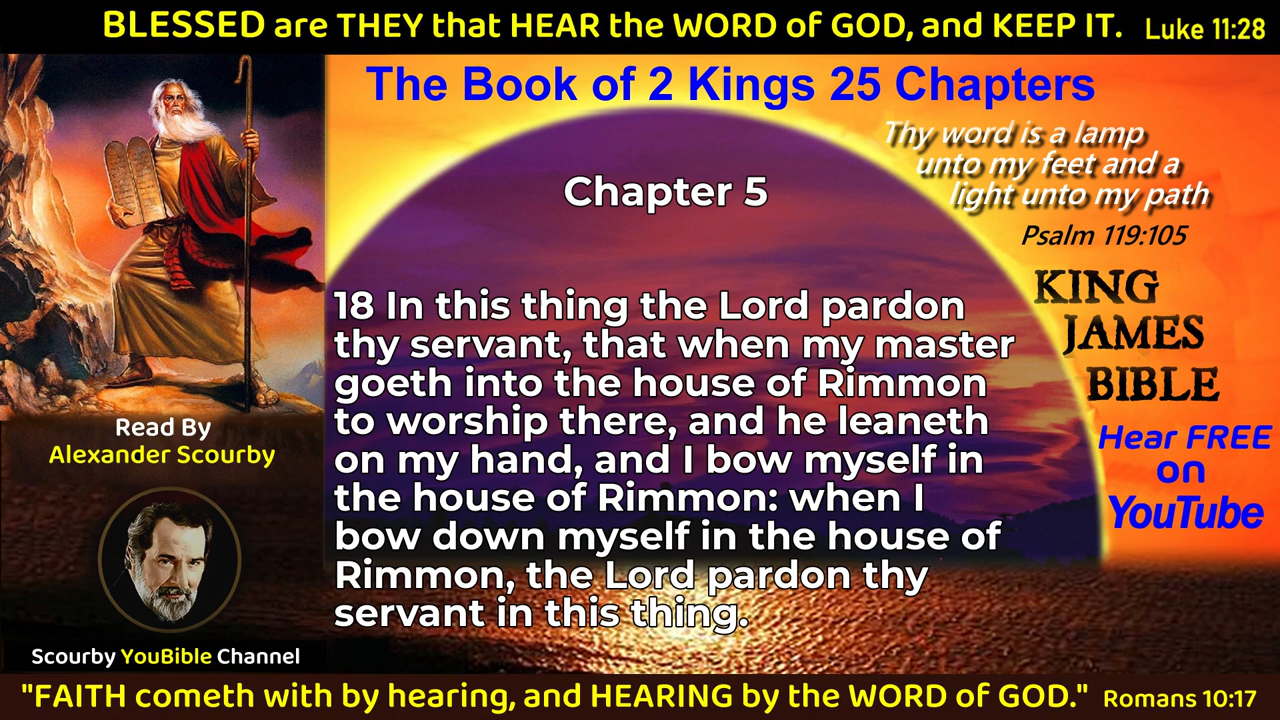 BLESSED are THEY that HEAR the WORD of GOD, and KEEP IT. Luke 11:28
The Book of 2 Kings 25 Chapters
Thy word is a lamp
unto my feet and a
light unto my path
Psalm 119:105
KING
JAMES
BIBLE
Hear FREE
on
YouTube
Chapter 5
18 In this thing the Lord pardon
thy servant, that when my master
goeth into the house of Rimmon
to worship there, and he leaneth
on my hand, and I bow myself in
the house of Rimmon: when I
bow down myself in the house of
Rimmon, the Lord pardon thy
servant in this thing.
Read By
Alexander Scourby
Scourby YouBible Channel
"FAITH cometh with by hearing, and HEARING by the WORD of GOD." Romans 10:17